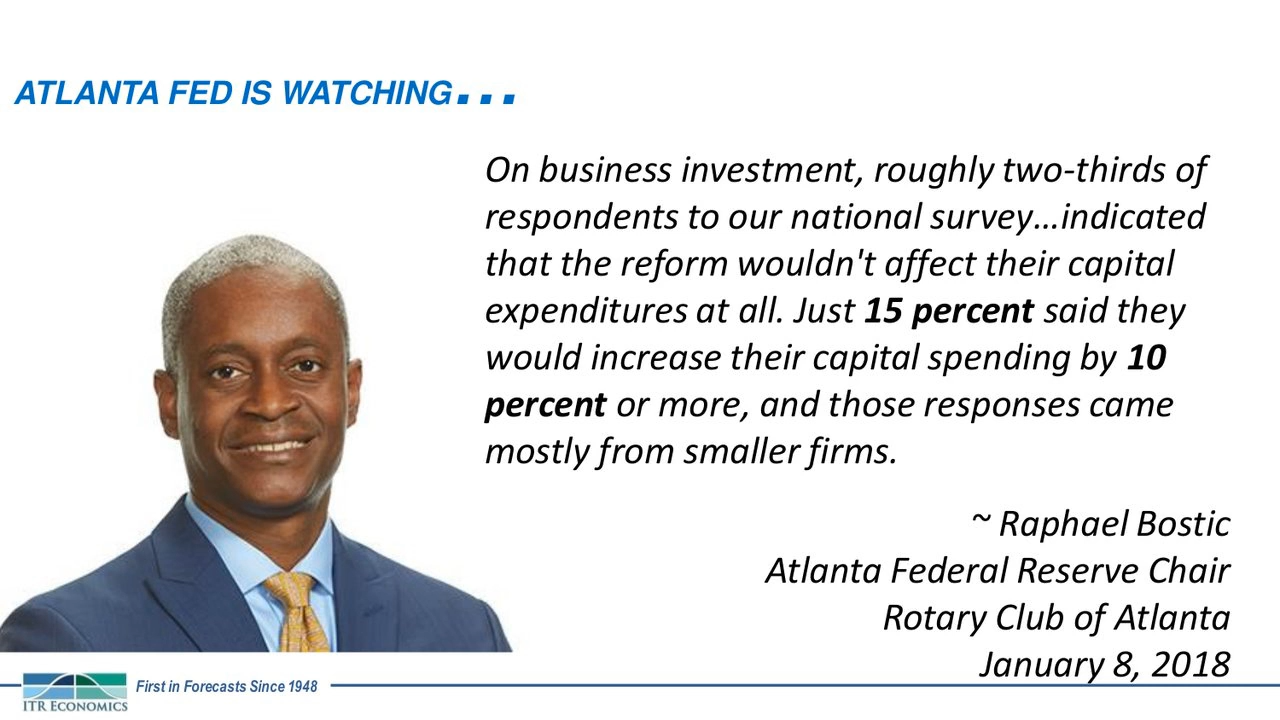 ATLANTA FED IS WATCHING...
On business investment, roughly two-thirds of
respondents to our national survey…indicated
that the reform wouldn't affect their capital
expenditures at all. Just 15 percent said they
would increase their capital spending by 10
percent or more, and those responses came
mostly from smaller firms.
~ Raphael Bostic
Atlanta Federal Reserve Chair
Rotary Club of Atlanta
January 8, 2018
First in Forecasts Since 1948
ITR ECONOMICS